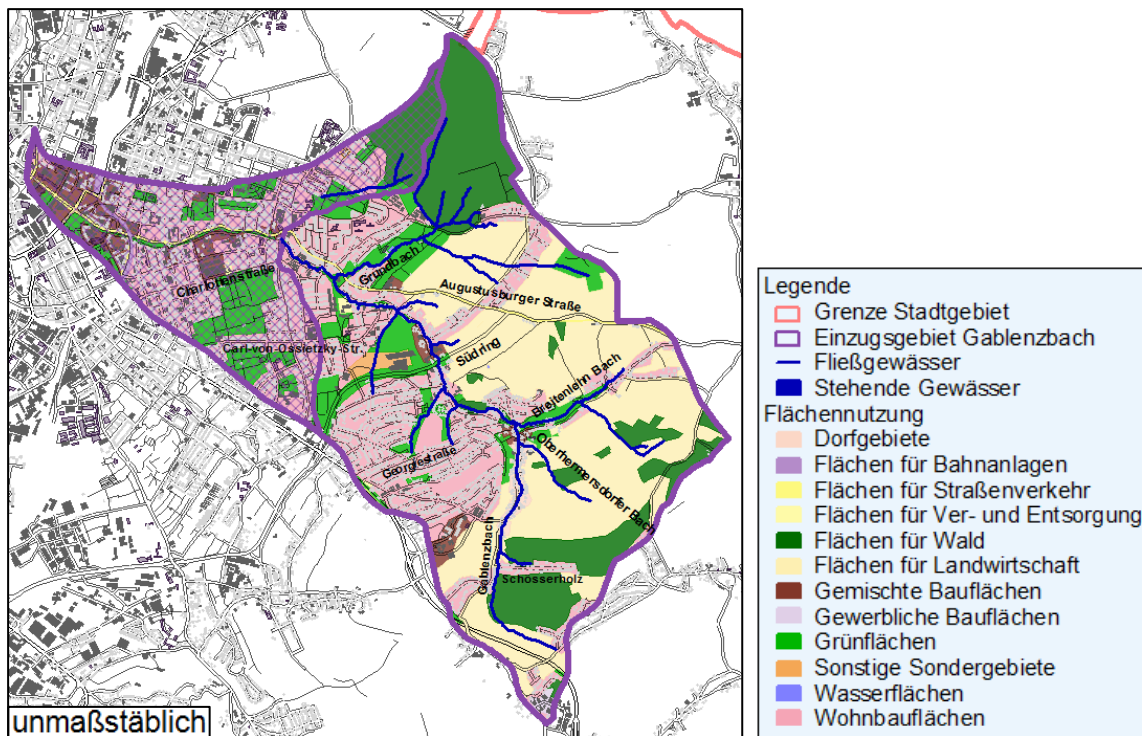 Grundbach
Charlottenstraße
Augustusburger Straße
Carl-von-Ossietzky-Str.
Südring
Breitenlehn Bach
Georgistraße
Oberhermersdorfer Bach
Gablenzbach
Schösserholz
unmaßstäblich
Legende
Grenze Stadtgebiet
Einzugsgebiet Gablenzbach
Fließgewässer
Stehende Gewässer
Flächennutzung
Dorfgebiete
Flächen für Bahnanlagen
Flächen für Straßenverkehr
Flächen für Ver- und Entsorgung
Flächen für Wald
Flächen für Landwirtschaft
Gemischte Bauflächen
Gewerbliche Bauflächen
Grünflächen
Sonstige Sondergebiete
Wasserflächen
Wohnbauflächen